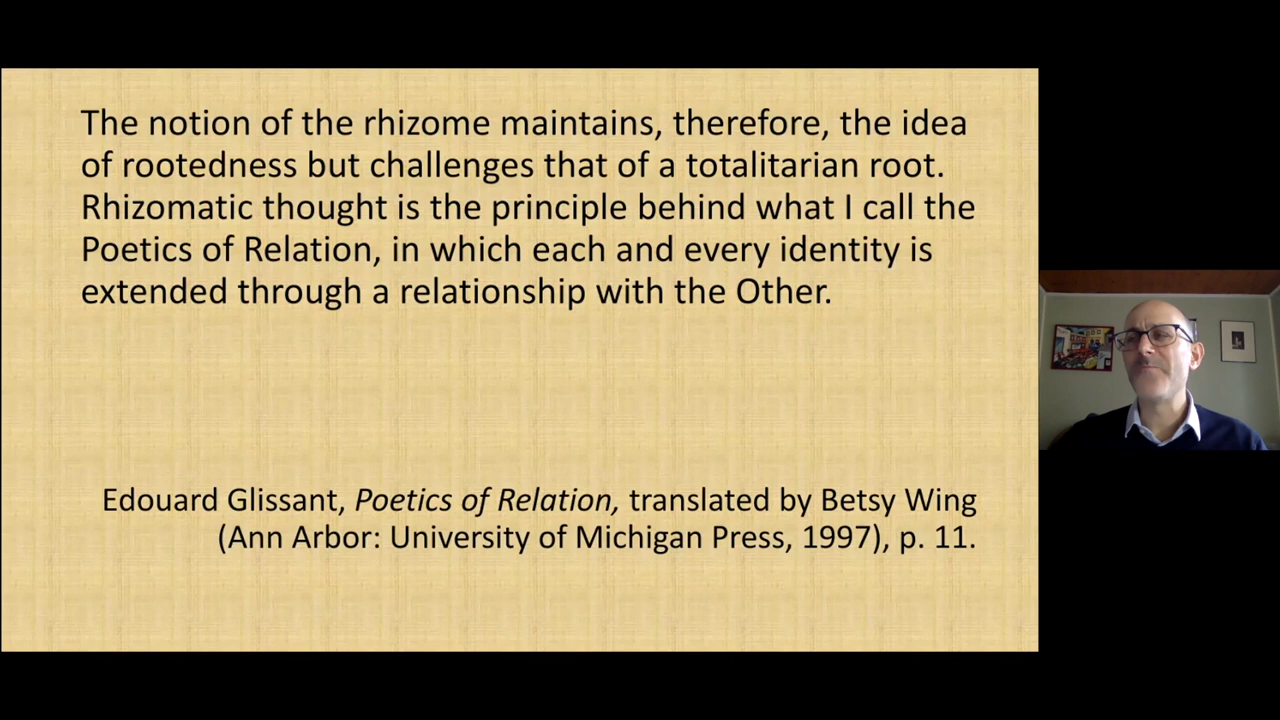 The notion of the rhizome maintains, therefore, the idea
of rootedness but challenges that of a totalitarian root.
Rhizomatic thought is the principle behind what I call the
Poetics of Relation, in which each and every identity is
extended through a relationship with the Other.
Edouard Glissant, Poetics of Relation, translated by Betsy Wing
(Ann Arbor: University of Michigan Press, 1997), p. 11.